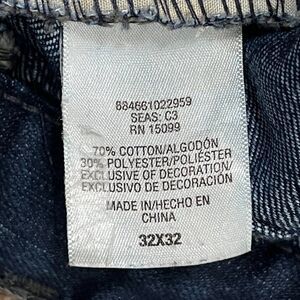 884661022959
SEAS: C3
RN 15099
70% COTTON/ALGODÓN
30% POLYESTER/POLIÉSTER
EXCLUSIVE OF DECORATION/
EXCLUSIVO DE DECORACIÓN
MADE IN/HECHO EN
CHINA
32X32